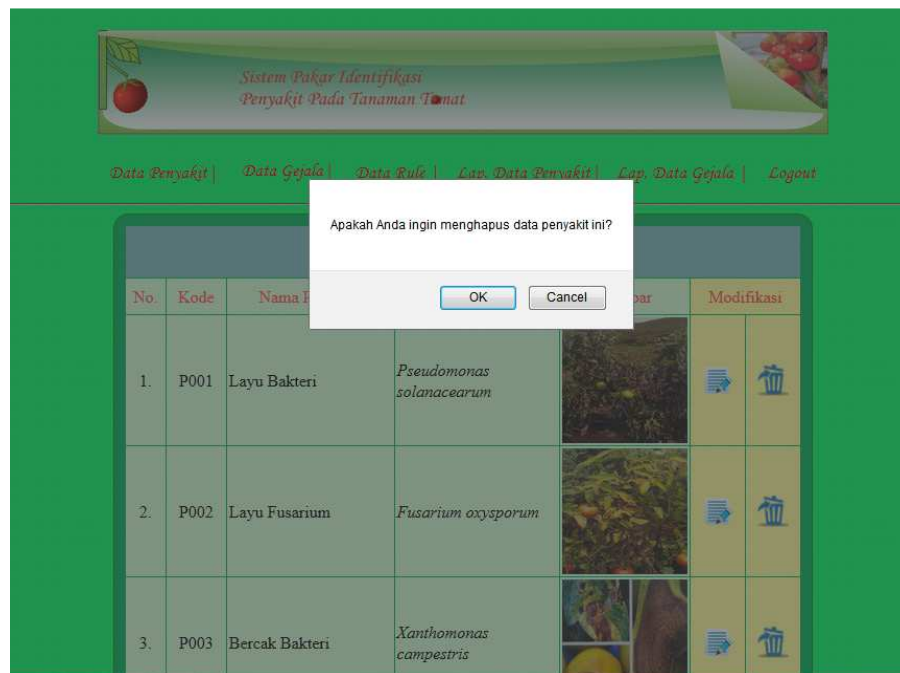 Sistem Pakar Identifikasi
Penyakit Pada Tanaman Tomat
Data Penyakit | Data Gejala | Data Rule | Lap. Data Penyakit | Lap. Data Gejala | Logout
Apakah Anda ingin menghapus data penyakit ini?
OK Cancel
No. Kode Nama Modifikasi
1. P001 Layu Bakteri Pseudomonas
solanacearum
2. P002 Layu Fusarium Fusarium oxysporum
3. P003 Bercak Bakteri Xanthomonas
campestris